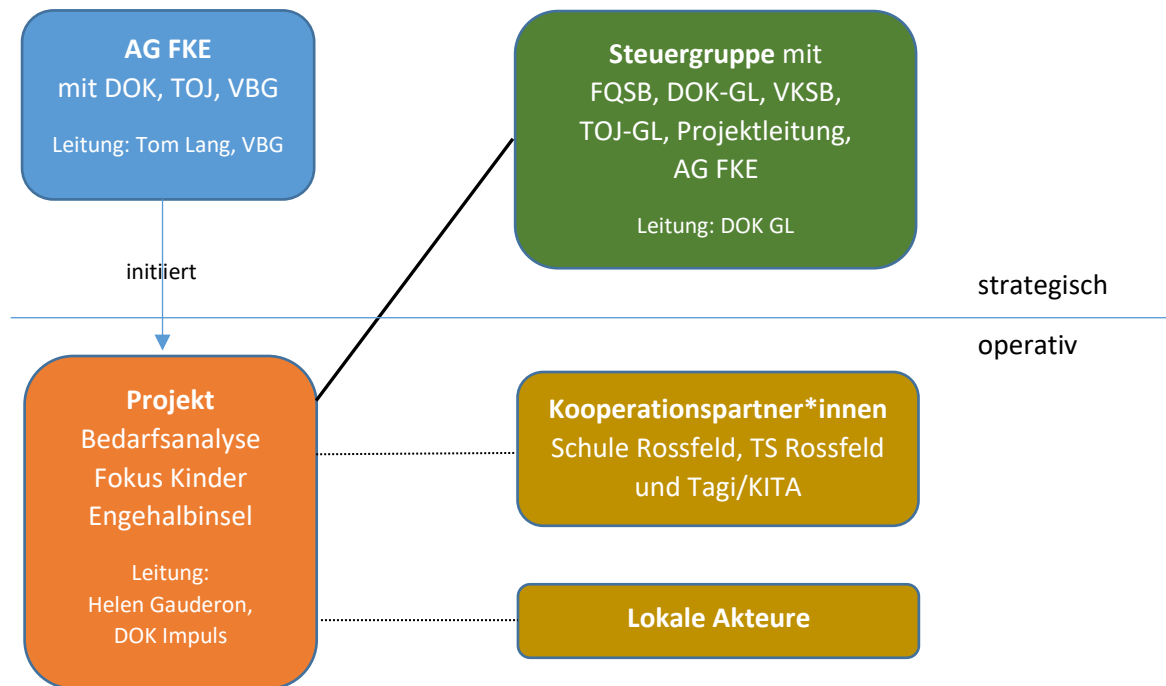 AG FKE
mit DOK, TOJ, VBG
Leitung: Tom Lang, VBG
Steuergruppe mit
FQSB, DOK-GL, VKSB,
TOJ-GL, Projektleitung,
AG FKE
Leitung: DOK GL
initiiert
strategisch
operativ
Projekt
Bedarfsanalyse
Fokus Kinder
Engehalbinsel
Leitung:
Helen Gauderon,
DOK Impuls
Kooperationspartner*innen
Schule Rossfeld, TS Rossfeld
und Tagi/KITA
Lokale Akteure